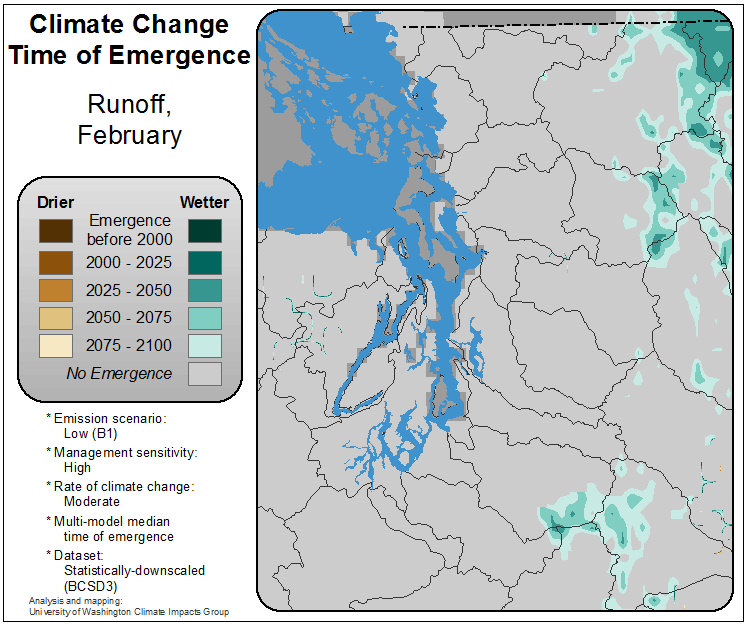 Climate Change
Time of Emergence
Runoff,
February
Drier Wetter
Emergence
before 2000
2000 - 2025
2025 - 2050
2050 - 2075
2075 - 2100
No Emergence
* Emission scenario:
Low (B1)
* Management sensitivity:
High
* Rate of climate change:
Moderate
* Multi-model median
time of emergence
* Dataset:
Statistically-downscaled
(BCSD3)
Analysis and mapping:
University of Washington Climate Impacts Group